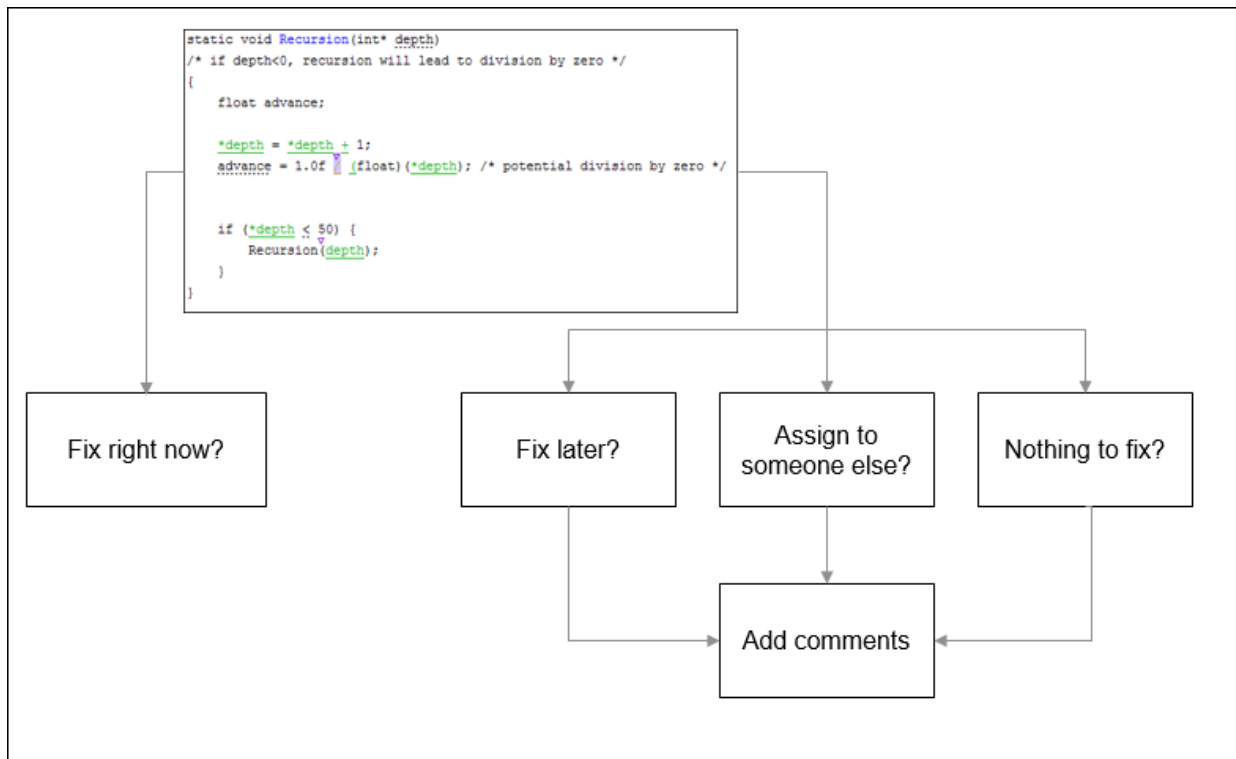 static void Recursion(int* depth)
/* if depth<0, recursion will lead to division by zero */
{
    float advance;
    *depth = *depth + 1;
    advance = 1.0f / (float)(*depth); /* potential division by zero */
    if (*depth < 50) {
        Recursion(depth);
    }
}
Fix right now?
Fix later?
Assign to
someone else?
Nothing to fix?
Add comments